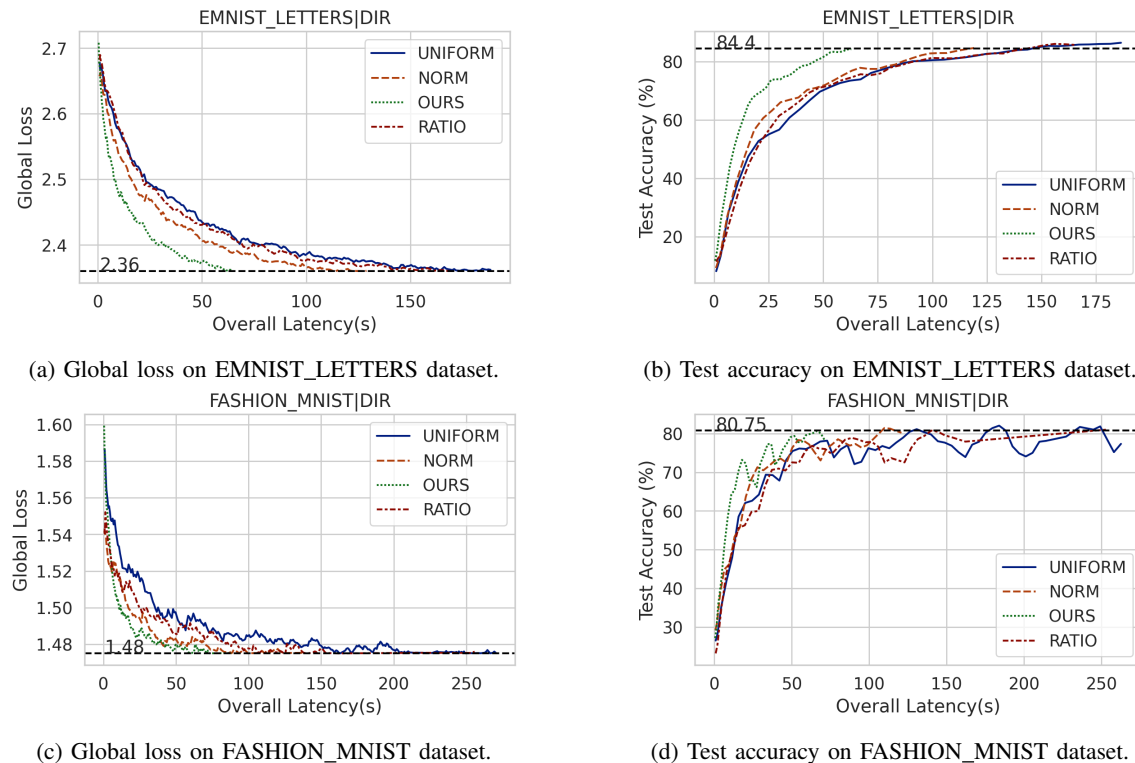 EMNIST_LETTERS|DIR
2.7
2.6
2.5
2.4
2.36
Global Loss
UNIFORM
NORM
OURS
RATIO
0 50 100 150
Overall Latency(s)
(a) Global loss on EMNIST_LETTERS dataset.
EMNIST_LETTERS|DIR
84.4
80
60
40
20
Test Accuracy (%)
UNIFORM
NORM
OURS
RATIO
0 25 50 75 100 125 150 175
Overall Latency(s)
(b) Test accuracy on EMNIST_LETTERS dataset.
FASHION_MNIST|DIR
1.60
1.58
1.56
1.54
1.52
1.50
1.48
1.48
Global Loss
UNIFORM
NORM
OURS
RATIO
0 50 100 150 200 250
Overall Latency(s)
(c) Global loss on FASHION_MNIST dataset.
FASHION_MNIST|DIR
80.75
80
70
60
50
40
30
Test Accuracy (%)
UNIFORM
NORM
OURS
RATIO
0 50 100 150 200 250
Overall Latency(s)
(d) Test accuracy on FASHION_MNIST dataset.